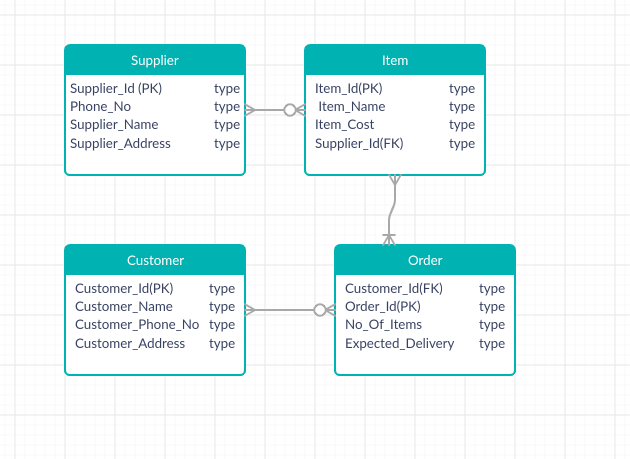 Supplier
Supplier_Id (PK) type
Phone_No type
Supplier_Name type
Supplier_Address type
Item
Item_Id(PK) type
Item_Name type
Item_Cost type
Supplier_Id(FK) type
Customer
Customer_Id(PK) type
Customer_Name type
Customer_Phone_No type
Customer_Address type
Order
Customer_Id(FK) type
Order_Id(PK) type
No_Of_Items type
Expected_Delivery type